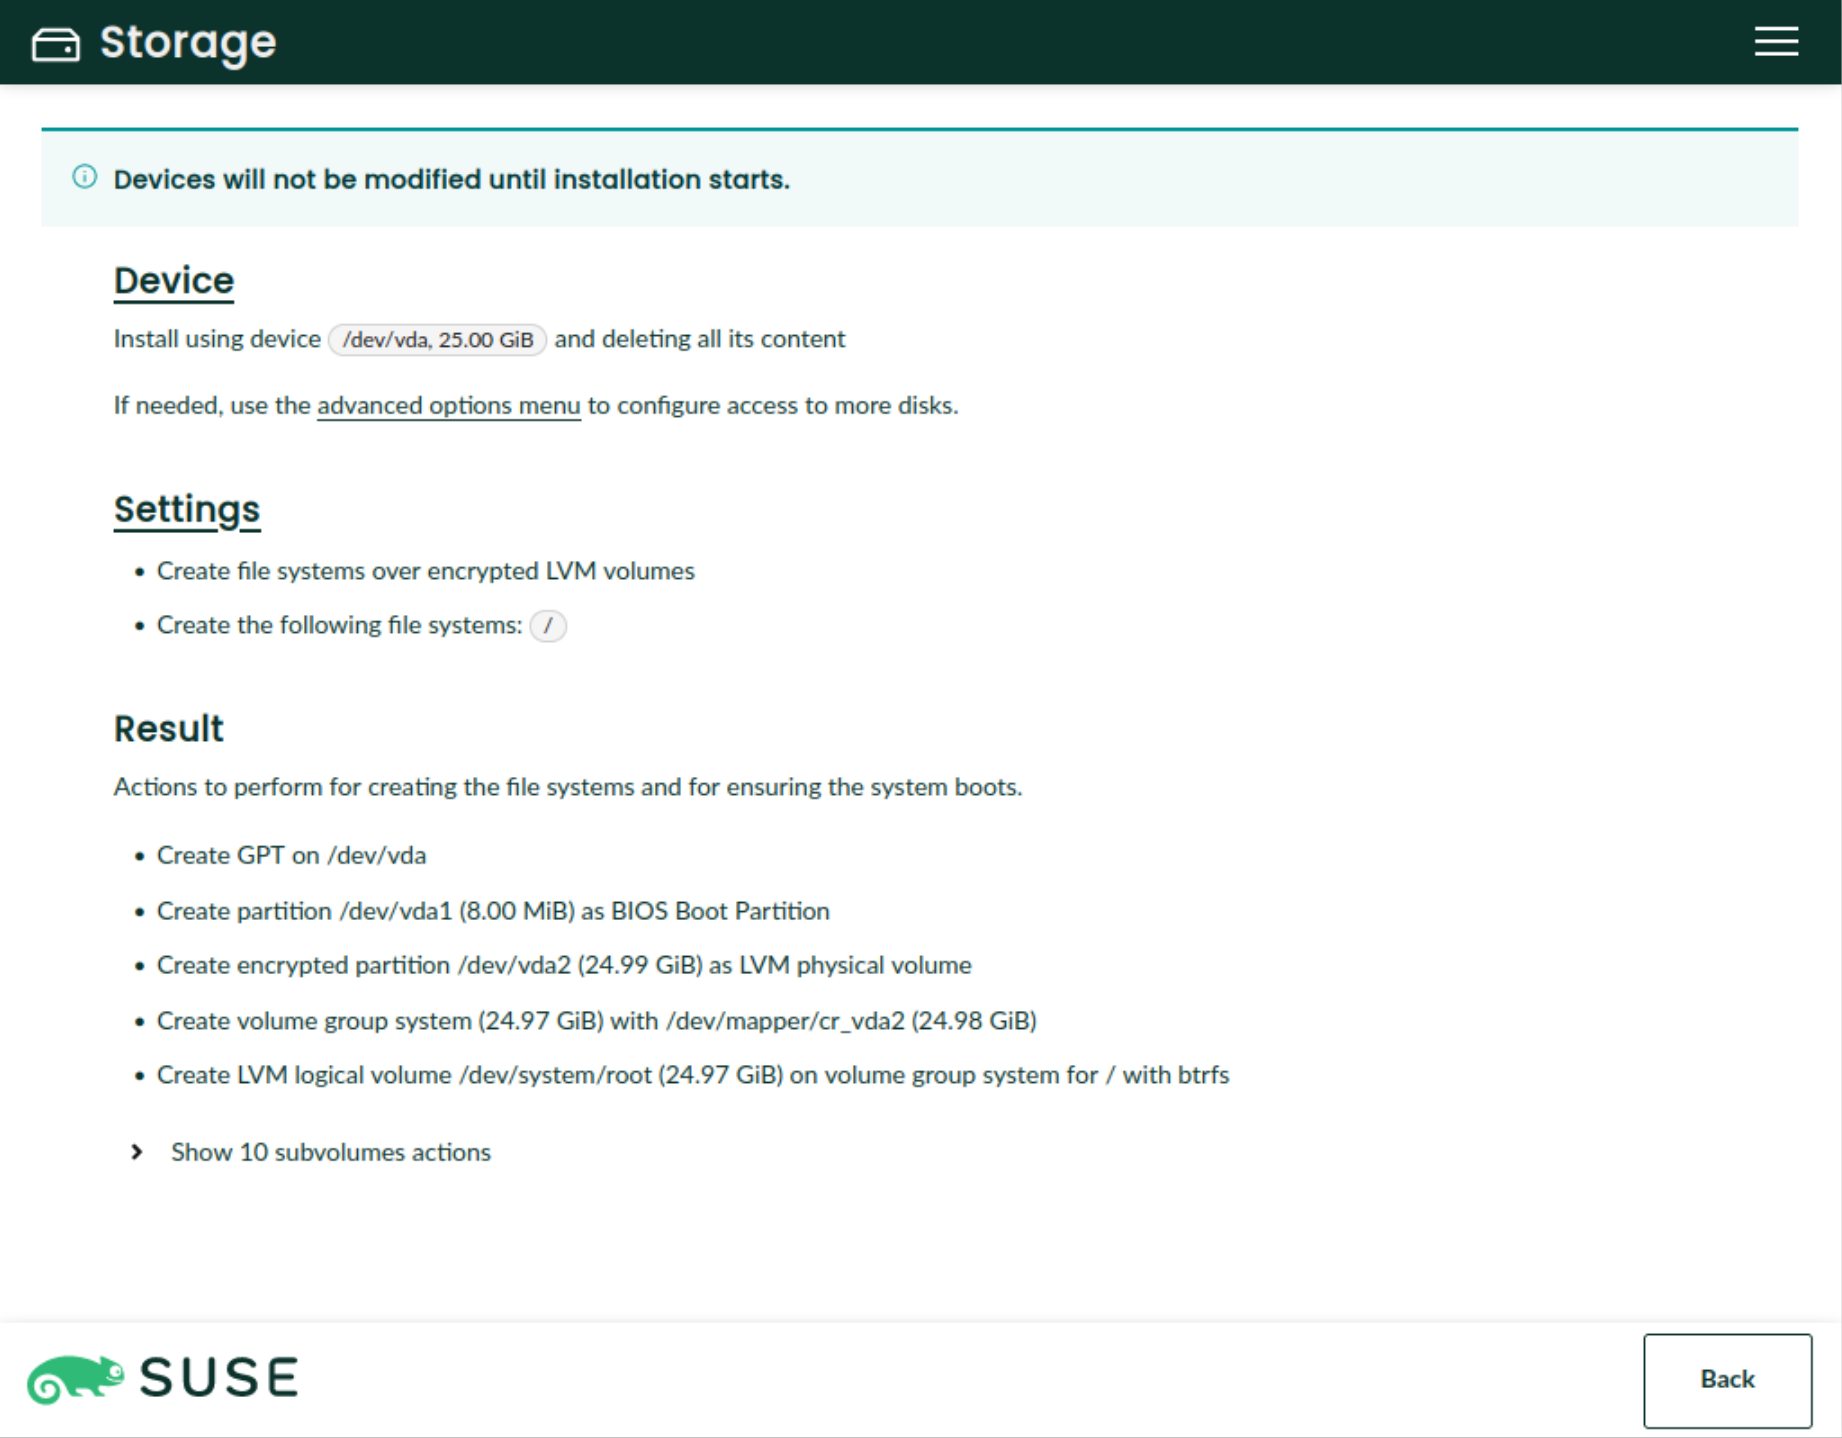 Storage
Devices will not be modified until installation starts.
Device
Install using device /dev/vda, 25.00 GiB and deleting all its content
If needed, use the advanced options menu to configure access to more disks.
Settings
• Create file systems over encrypted LVM volumes
• Create the following file systems: /
Result
Actions to perform for creating the file systems and for ensuring the system boots.
• Create GPT on /dev/vda
• Create partition /dev/vda1 (8.00 MiB) as BIOS Boot Partition
• Create encrypted partition /dev/vda2 (24.99 GiB) as LVM physical volume
• Create volume group system (24.97 GiB) with /dev/mapper/cr_vda2 (24.98 GiB)
• Create LVM logical volume /dev/system/root (24.97 GiB) on volume group system for / with btrfs
Show 10 subvolumes actions
SUSE
Back